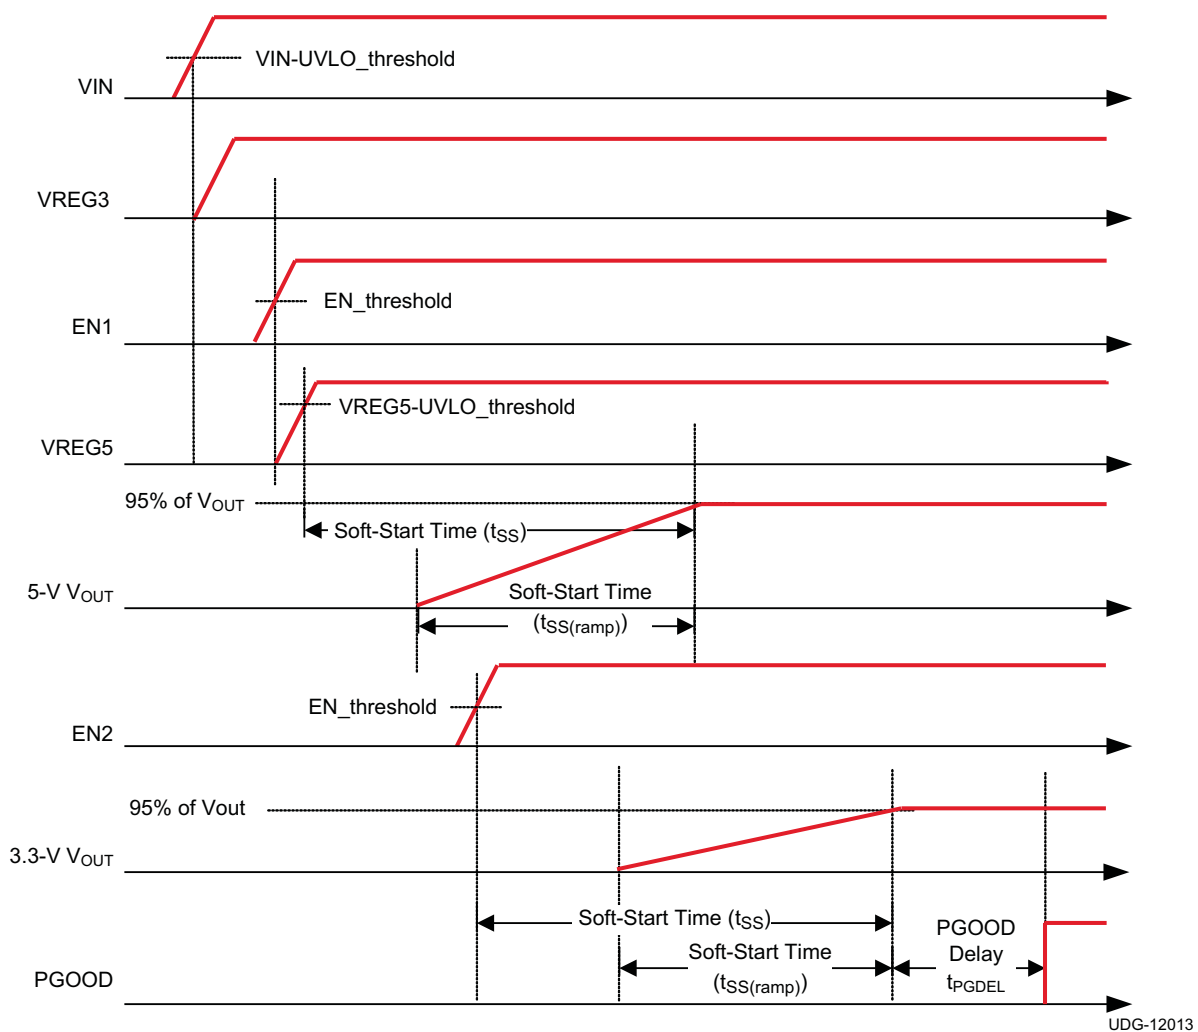 VIN-UVLO_threshold
VIN
VREG3
EN_threshold
EN1
VREG5-UVLO_threshold
VREG5
95% of VOUT
Soft-Start Time (tSS)
5-V VOUT
Soft-Start Time
(tSS(ramp))
EN_threshold
EN2
95% of Vout
3.3-V VOUT
Soft-Start Time (tSS)
Soft-Start Time
(tSS(ramp))
PGOOD
Delay
tPGDEL
PGOOD
UDG-12013